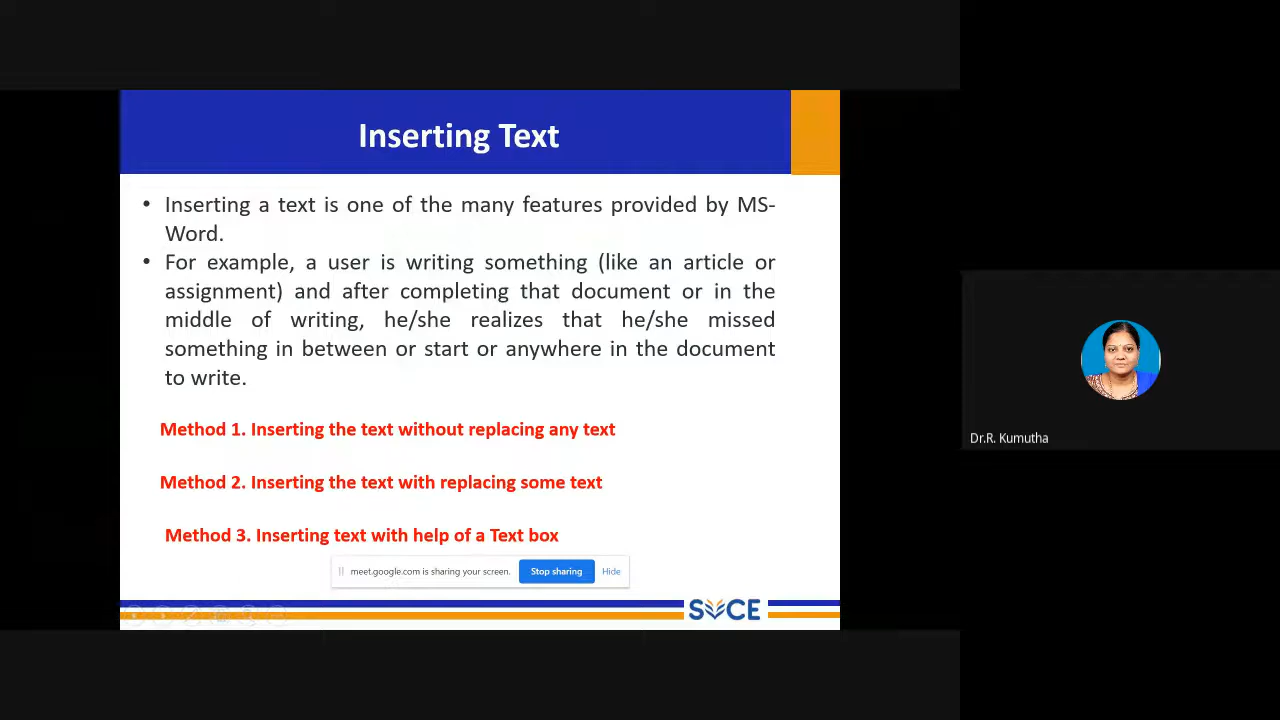 Inserting Text
• Inserting a text is one of the many features provided by MS-
Word.
• For example, a user is writing something (like an article or
assignment) and after completing that document or in the
middle of writing, he/she realizes that he/she missed
something in between or start or anywhere in the document
to write.
Method 1. Inserting the text without replacing any text
Method 2. Inserting the text with replacing some text
Method 3. Inserting text with help of a Text box
meet.google.com is sharing your screen. Stop sharing Hide
SVCE
Dr.R. Kumutha